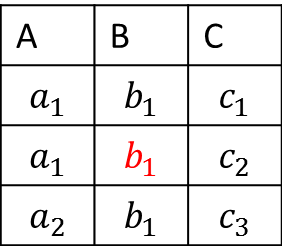 A B C
a₁ b₁ c₁
a₁ b₁ c₂
a₂ b₁ c₃